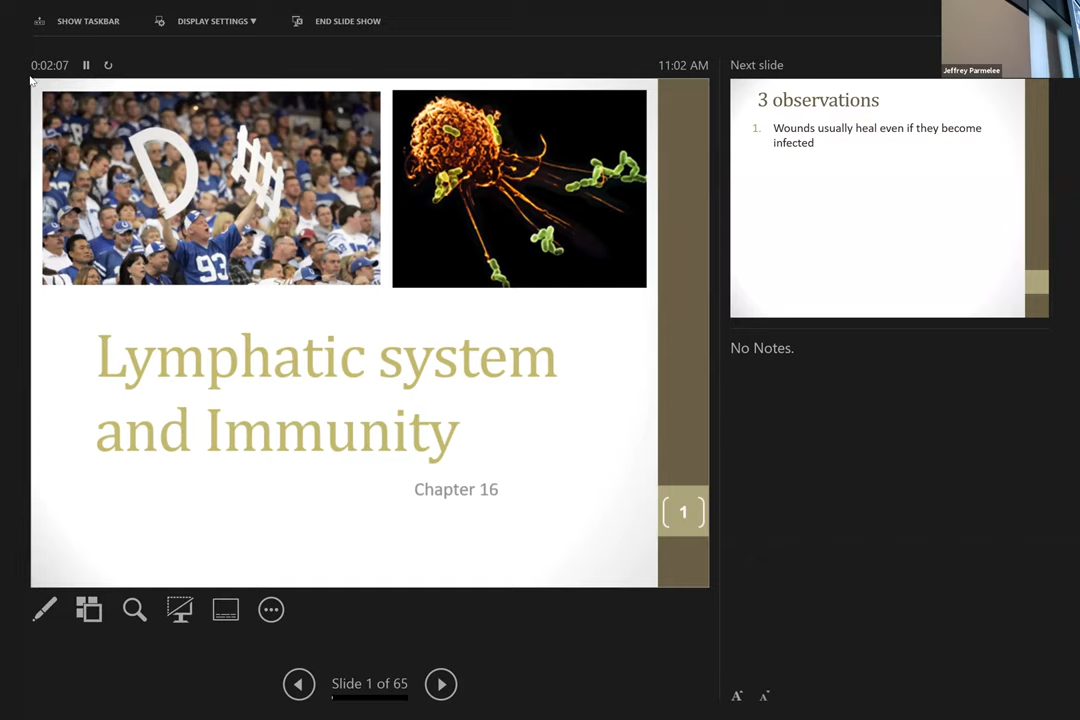 SHOW TASKBAR
DISPLAY SETTINGS ▼
END SLIDE SHOW
Jeffrey Parmelee
0:02:07
11:02 AM
Next slide
D
93
Lymphatic system
and Immunity
Chapter 16
1
3 observations
1. Wounds usually heal even if they become
infected
No Notes.
Slide 1 of 65
A
A